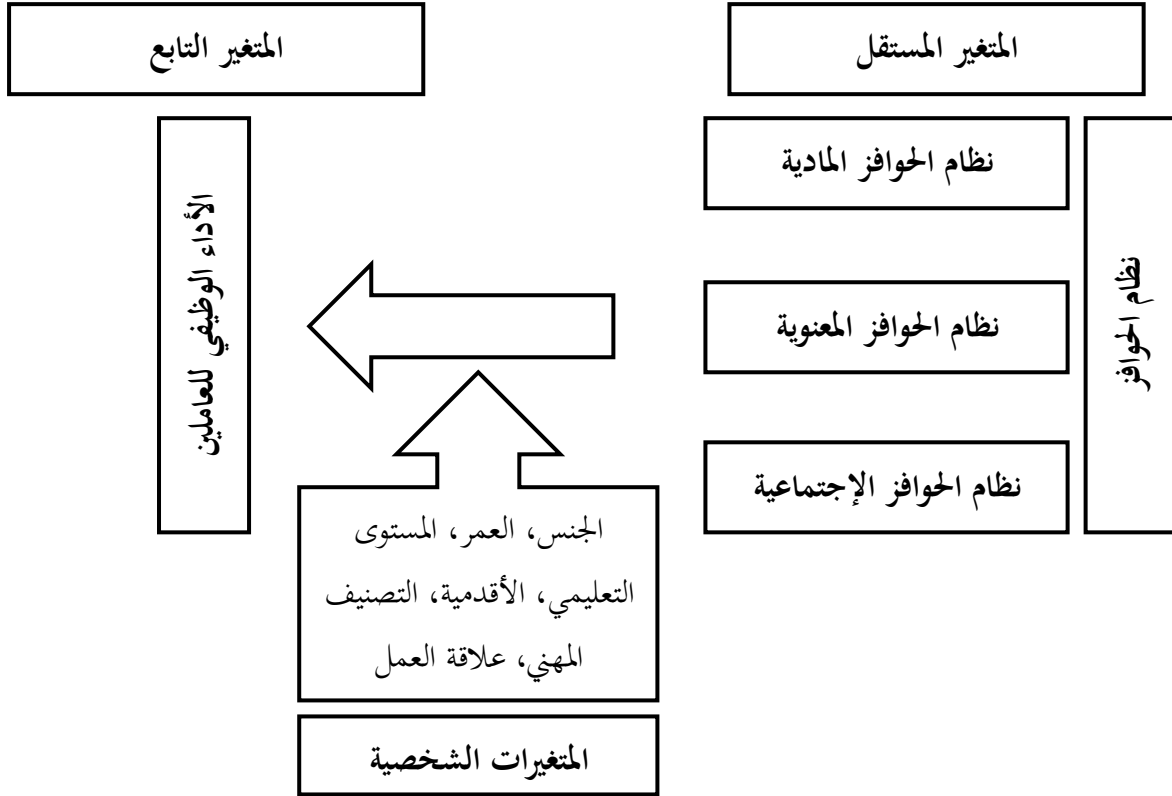 المتغير المستقل
المتغير التابع
نظام الحوافز
نظام الحوافز المادية
نظام الحوافز المعنوية
نظام الحوافز الإجتماعية
الأداء الوظيفي للعاملين
الجنس، العمر، المستوى
التعليمي، الأقدمية، التصنيف
المهني، علاقة العمل
المتغيرات الشخصية